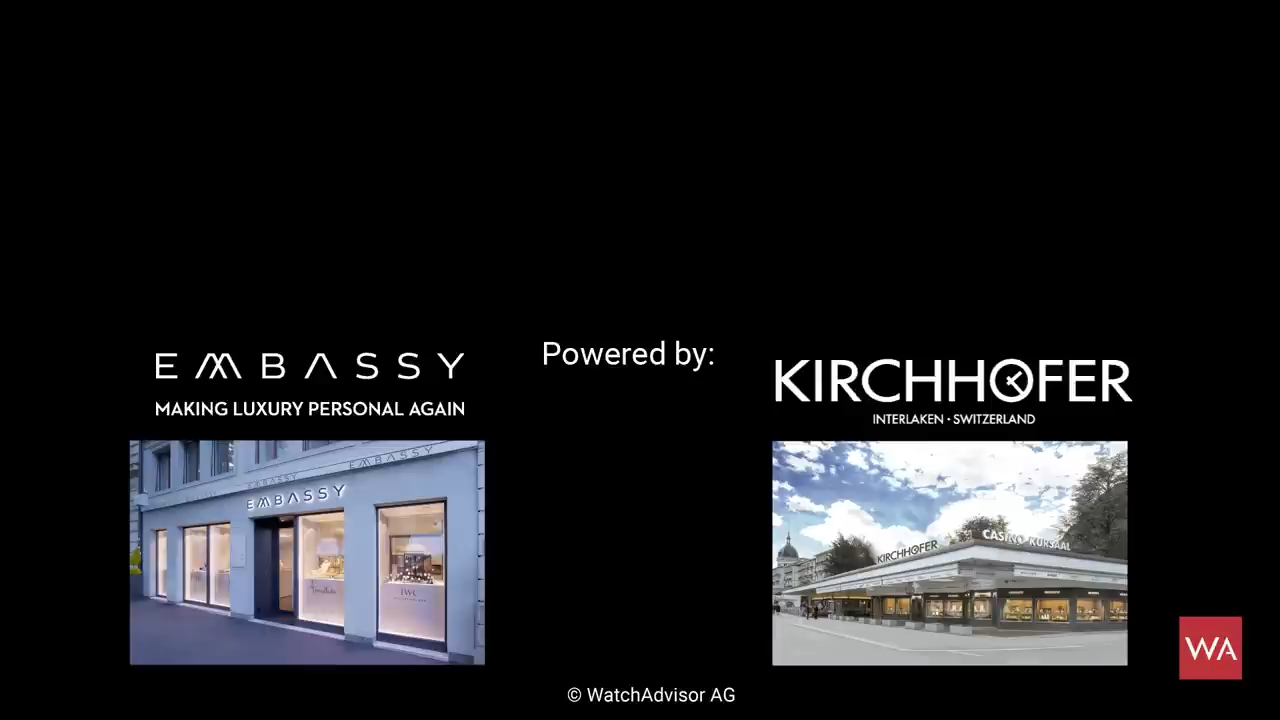 Powered by:
EMBASSY
MAKING LUXURY PERSONAL AGAIN
KIRCHHOFER
INTERLAKEN · SWITZERLAND
EMBASSY
EMBASSY
EMBASSY
IWC
KIRCHHOFER
CASINO KURSAAL
WA
© WatchAdvisor AG